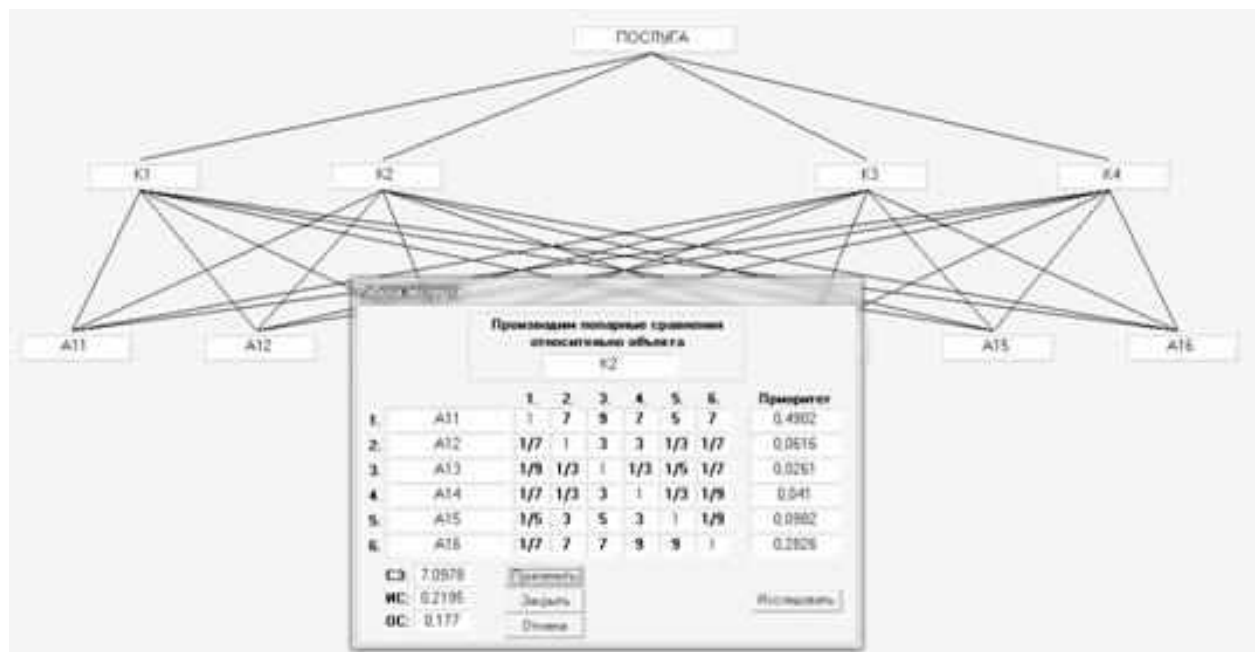 ПОСЛУГА
К1 К2 К3 К4
А11 А12 А15 А16
Производим попарные сравнения
относительно объекта
К2
1. 2. 3. 4. 5. 6. Приоритет
1. А11 1 7 9 7 5 7 0,4902
2. А12 1/7 1 3 3 1/3 1/7 0,0616
3. А13 1/9 1/3 1 1/3 1/5 1/7 0,0261
4. А14 1/7 1/3 3 1 1/3 1/9 0,041
5. А15 1/5 3 5 3 1 1/9 0,0982
6. А16 1/7 7 7 9 9 1 0,2826
СЗ: 7.0978 Применить
ИС: 0.2195 Закрыть Исследовать
ОС: 0,177 Отмена